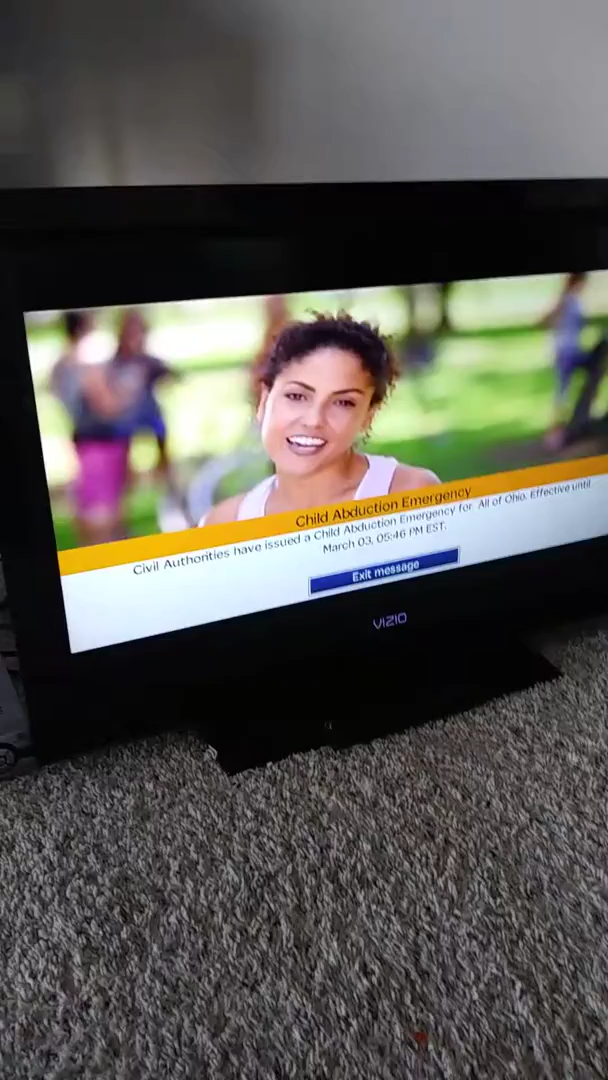 Child Abduction Emergency
Civil Authorities have issued a Child Abduction Emergency for All of Ohio. Effective until
March 03, 05:46 PM EST.
Exit message
VIZIO